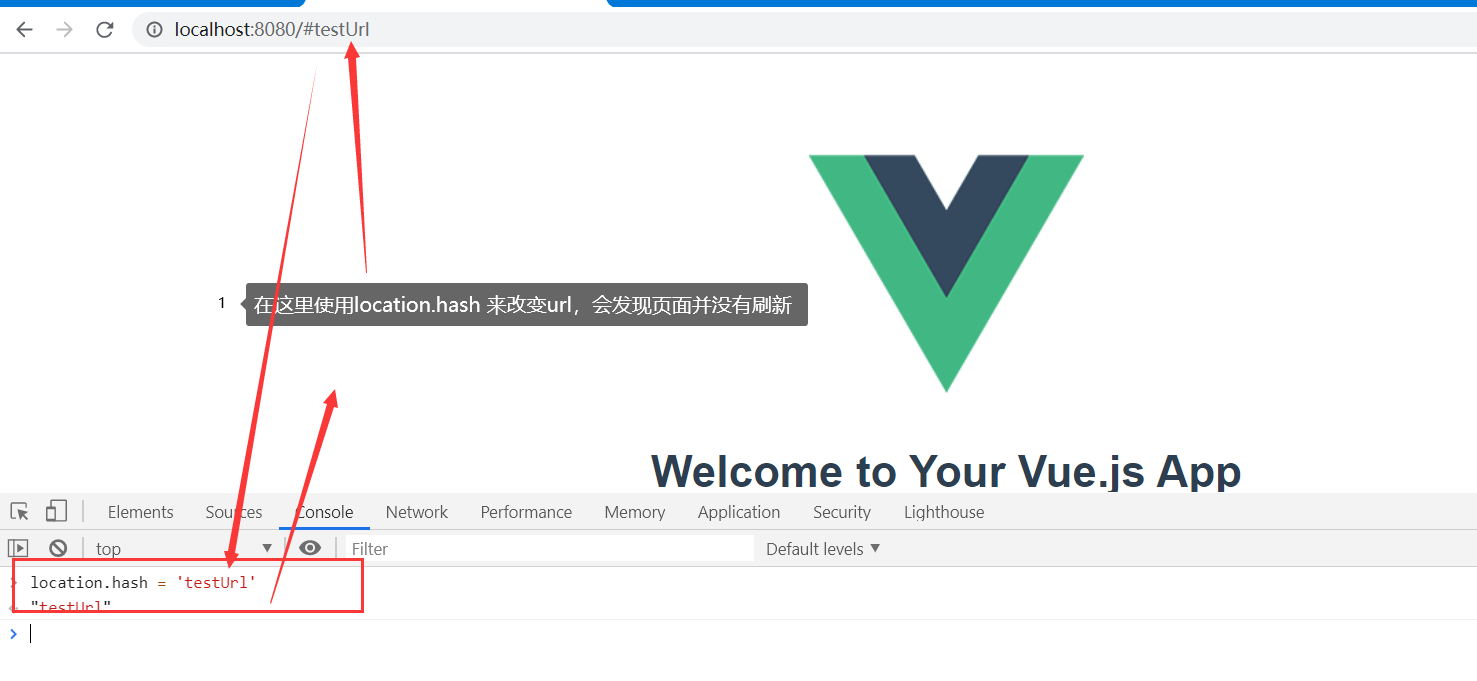 localhost:8080/#testUrl
1
在这里使用location.hash 来改变url，会发现页面并没有刷新
Welcome to Your Vue.js App
Elements Sources Console Network Performance Memory Application Security Lighthouse
top Filter Default levels
location.hash = 'testUrl'
"testUrl"